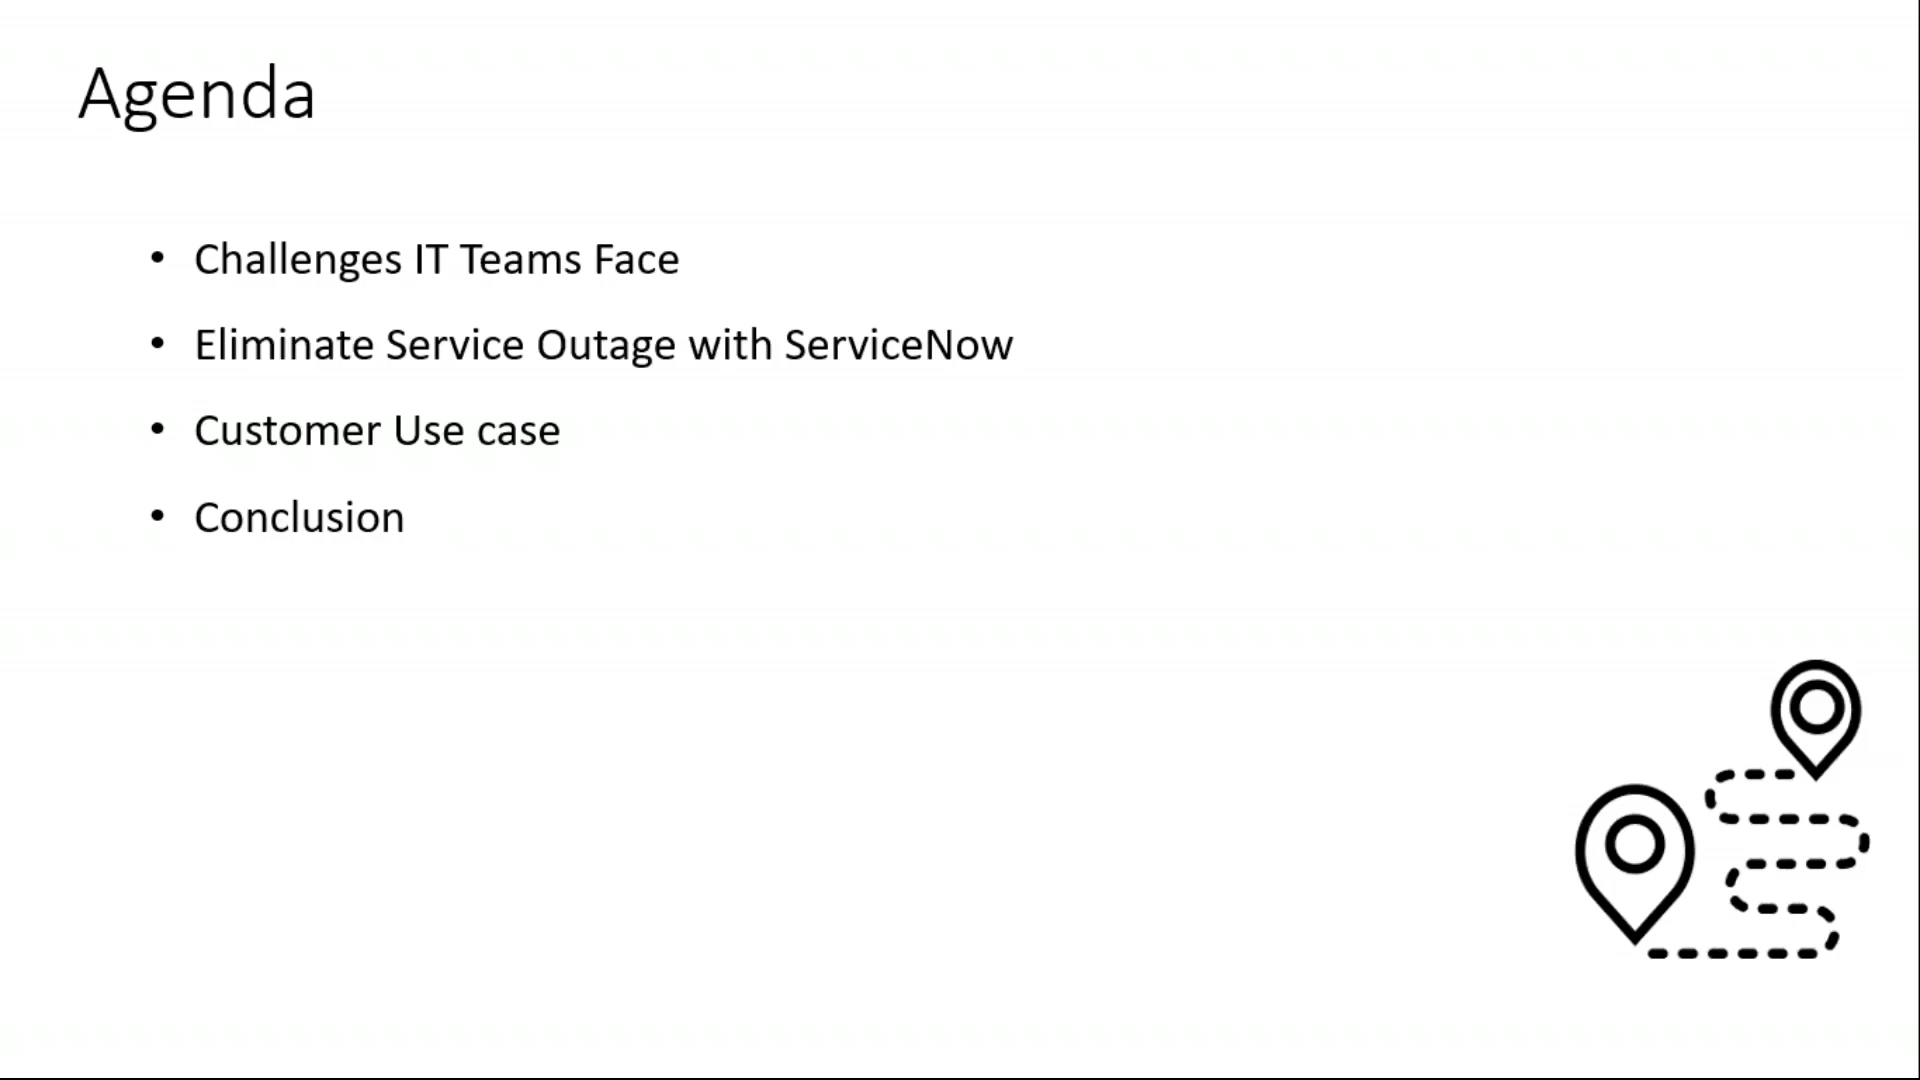 Agenda
• Challenges IT Teams Face
• Eliminate Service Outage with ServiceNow
• Customer Use case
• Conclusion